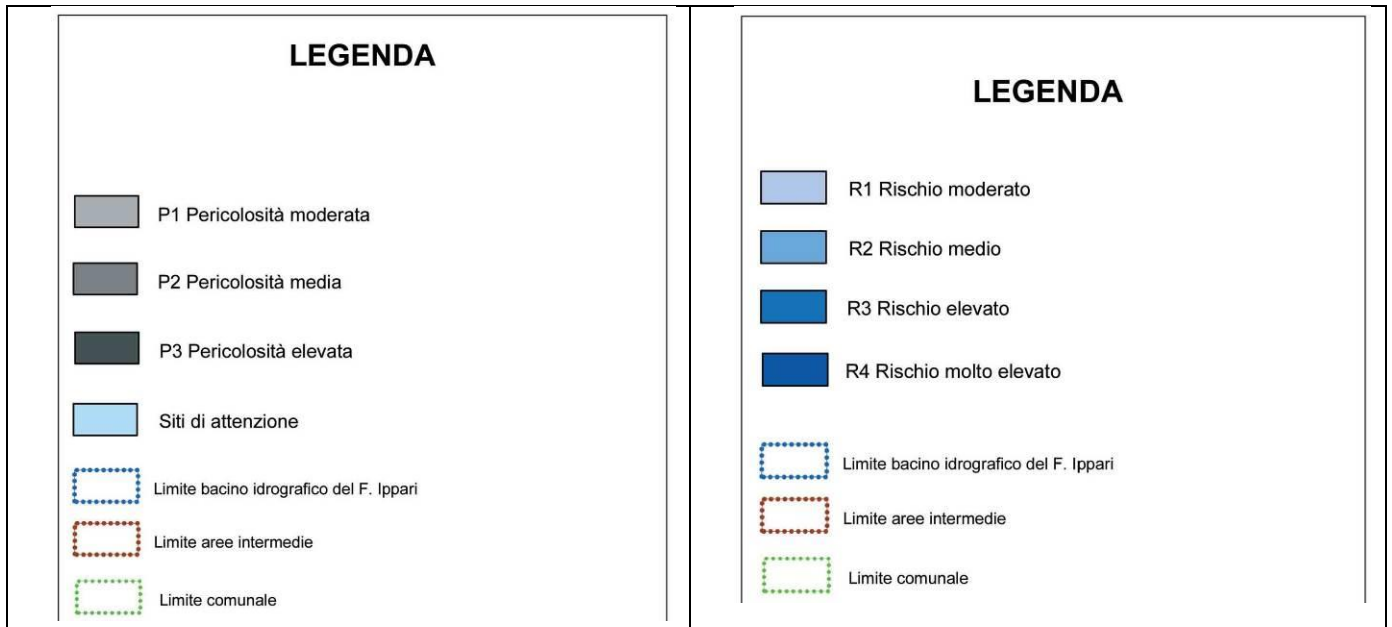 LEGENDA
P1 Pericolosità moderata
P2 Pericolosità media
P3 Pericolosità elevata
Siti di attenzione
Limite bacino idrografico del F. Ippari
Limite aree intermedie
Limite comunale
LEGENDA
R1 Rischio moderato
R2 Rischio medio
R3 Rischio elevato
R4 Rischio molto elevato
Limite bacino idrografico del F. Ippari
Limite aree intermedie
Limite comunale